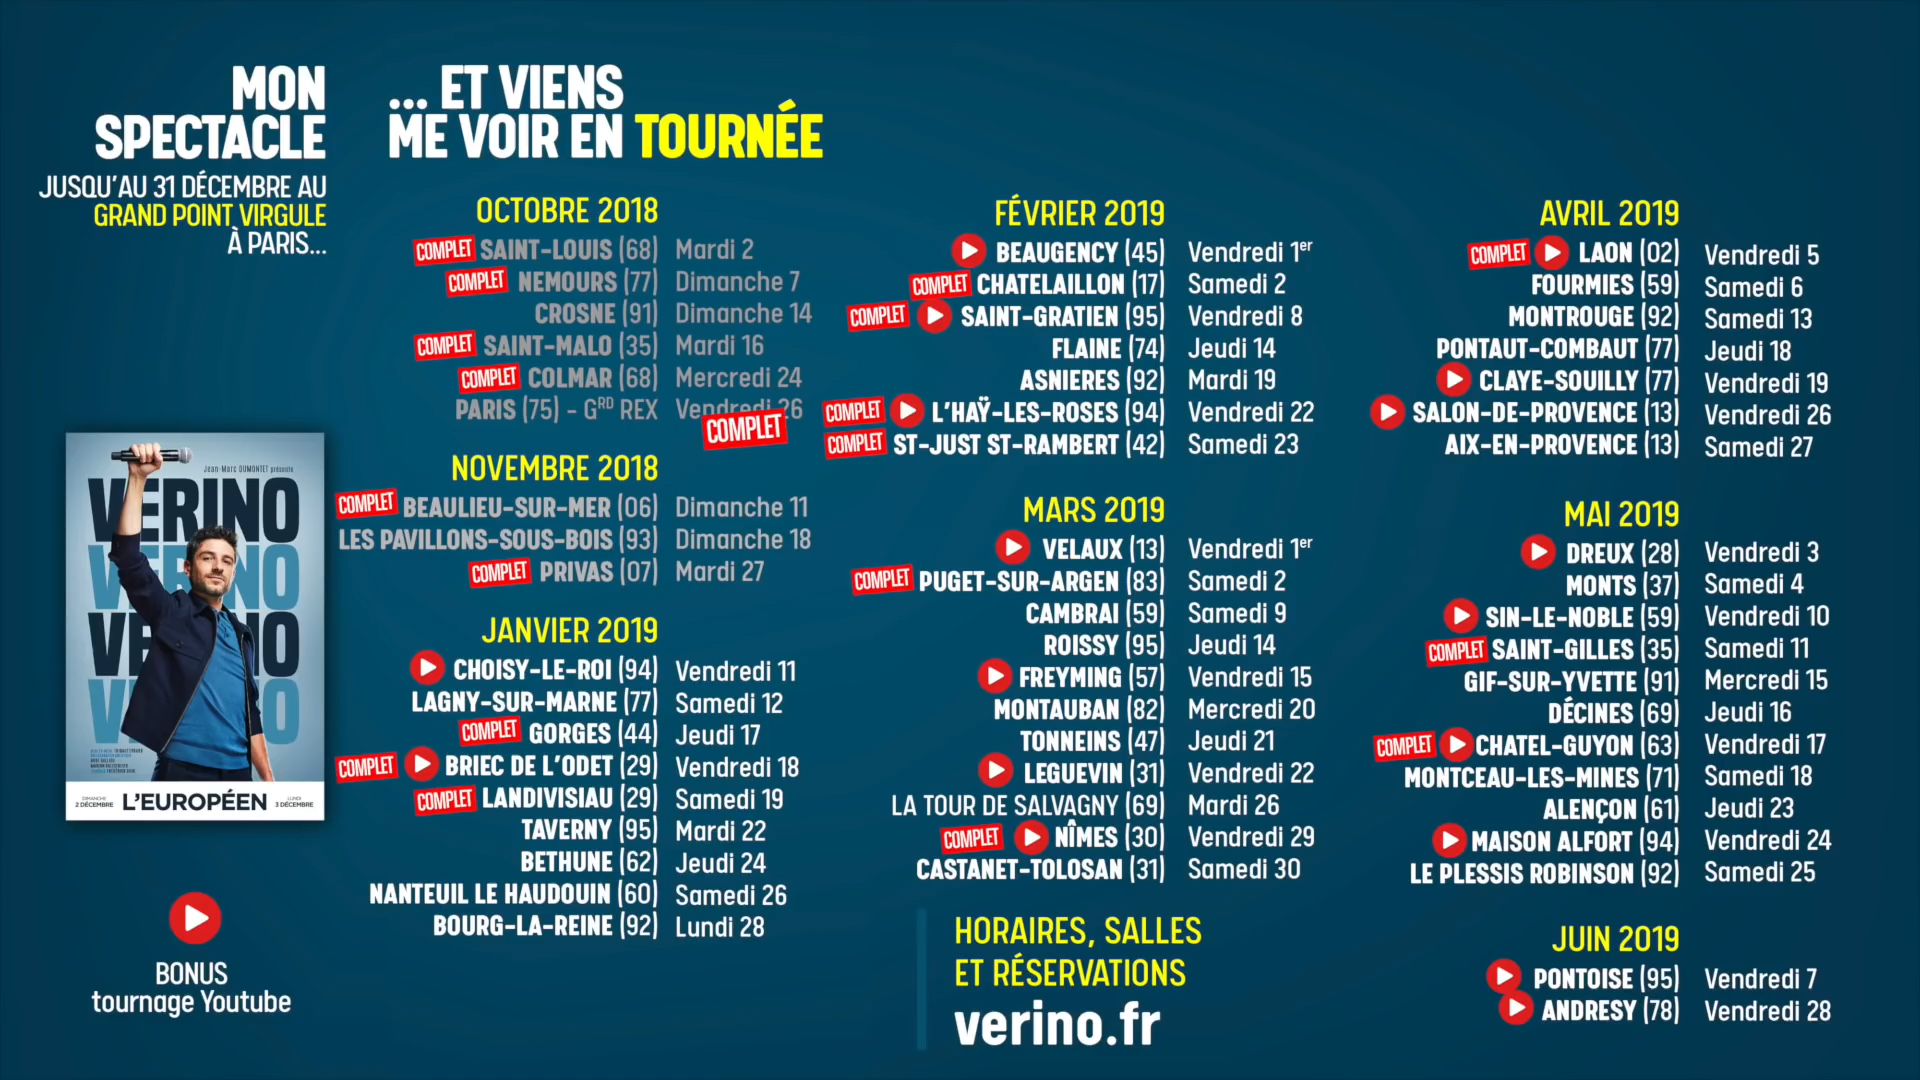 MON
SPECTACLE
JUSQU'AU 31 DÉCEMBRE AU
GRAND POINT VIRGULE
À PARIS...
Jean-Marc DUMONTET présente
VERINO
VERINO
VERINO
DIMANCHE
2 DÉCEMBRE
L'EUROPÉEN
LUNDI
3 DÉCEMBRE
BONUS
tournage Youtube
... ET VIENS
ME VOIR EN TOURNÉE
OCTOBRE 2018
COMPLET SAINT-LOUIS (68) Mardi 2
COMPLET NEMOURS (77) Dimanche 7
CROSNE (91) Dimanche 14
COMPLET SAINT-MALO (35) Mardi 16
COMPLET COLMAR (68) Mercredi 24
PARIS (75) - GRD REX Vendredi 26
COMPLET
NOVEMBRE 2018
COMPLET BEAULIEU-SUR-MER (06) Dimanche 11
LES PAVILLONS-SOUS-BOIS (93) Dimanche 18
COMPLET PRIVAS (07) Mardi 27
JANVIER 2019
CHOISY-LE-ROI (94) Vendredi 11
LAGNY-SUR-MARNE (77) Samedi 12
COMPLET GORGES (44) Jeudi 17
COMPLET BRIEC DE L'ODET (29) Vendredi 18
COMPLET LANDIVISIAU (29) Samedi 19
TAVERNY (95) Mardi 22
BETHUNE (62) Jeudi 24
NANTEUIL LE HAUDOUIN (60) Samedi 26
BOURG-LA-REINE (92) Lundi 28
FÉVRIER 2019
BEAUGENCY (45) Vendredi 1er
COMPLET CHATELAILLON (17) Samedi 2
COMPLET SAINT-GRATIEN (95) Vendredi 8
FLAINE (74) Jeudi 14
ASNIERES (92) Mardi 19
COMPLET L'HAŸ-LES-ROSES (94) Vendredi 22
COMPLET ST-JUST ST-RAMBERT (42) Samedi 23
MARS 2019
VELAUX (13) Vendredi 1er
COMPLET PUGET-SUR-ARGEN (83) Samedi 2
CAMBRAI (59) Samedi 9
ROISSY (95) Jeudi 14
FREYMING (57) Vendredi 15
MONTAUBAN (82) Mercredi 20
TONNEINS (47) Jeudi 21
LEGUEVIN (31) Vendredi 22
LA TOUR DE SALVAGNY (69) Mardi 26
COMPLET NÎMES (30) Vendredi 29
CASTANET-TOLOSAN (31) Samedi 30
HORAIRES, SALLES
ET RÉSERVATIONS
verino.fr
AVRIL 2019
COMPLET LAON (02) Vendredi 5
FOURMIES (59) Samedi 6
MONTROUGE (92) Samedi 13
PONTAUT-COMBAUT (77) Jeudi 18
CLAYE-SOUILLY (77) Vendredi 19
SALON-DE-PROVENCE (13) Vendredi 26
AIX-EN-PROVENCE (13) Samedi 27
MAI 2019
DREUX (28) Vendredi 3
MONTS (37) Samedi 4
SIN-LE-NOBLE (59) Vendredi 10
COMPLET SAINT-GILLES (35) Samedi 11
GIF-SUR-YVETTE (91) Mercredi 15
DÉCINES (69) Jeudi 16
COMPLET CHATEL-GUYON (63) Vendredi 17
MONTCEAU-LES-MINES (71) Samedi 18
ALENÇON (61) Jeudi 23
MAISON ALFORT (94) Vendredi 24
LE PLESSIS ROBINSON (92) Samedi 25
JUIN 2019
PONTOISE (95) Vendredi 7
ANDRESY (78) Vendredi 28